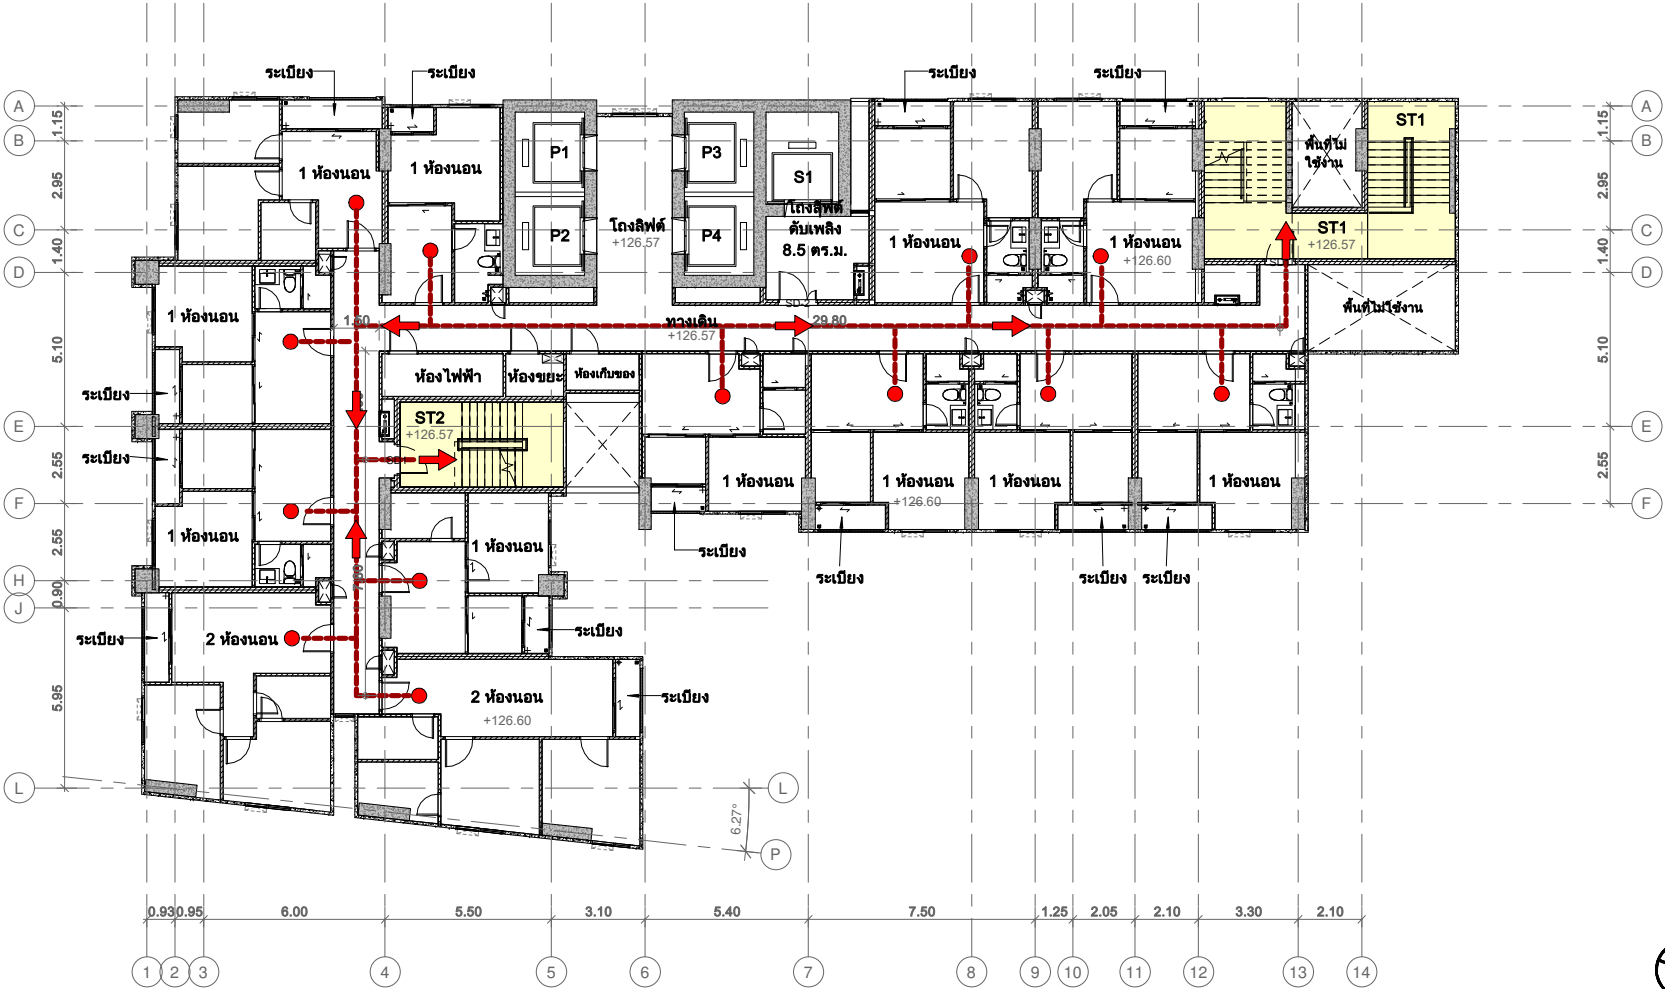 ระเบียง
ระเบียง
ระเบียง
ระเบียง
A
A
ST1
1.15
1.15
B
B
P1
P3
พื้นที่ไม่
ใช้งาน
1 ห้องนอน
1 ห้องนอน
S1
2.95
2.95
โถงลิฟต์
ดับเพลิง
8.5 ตร.ม.
โถงลิฟต์
+126.57
P2
P4
1 ห้องนอน
1 ห้องนอน
+126.60
ST1
+126.57
C
C
1.40
1.40
D
D
1 ห้องนอน
พื้นที่ไม่ใช้งาน
1.50
ทางเดิน
+126.57
29.80
5.10
5.10
ห้องไฟฟ้า
ห้องขยะ
ห้องเก็บของ
ระเบียง
ST2
+126.57
E
E
ระเบียง
2.55
2.55
1 ห้องนอน
1 ห้องนอน
+126.60
1 ห้องนอน
1 ห้องนอน
F
F
1 ห้องนอน
1 ห้องนอน
2.55
ระเบียง
ระเบียง
ระเบียง
ระเบียง
H
0.90
J
ระเบียง
2 ห้องนอน
ระเบียง
5.95
2 ห้องนอน
+126.60
ระเบียง
L
L
6.27°
P
0.93
0.95
6.00
5.50
3.10
5.40
7.50
1.25
2.05
2.10
3.30
2.10
1
2
3
4
5
6
7
8
9
10
11
12
13
14